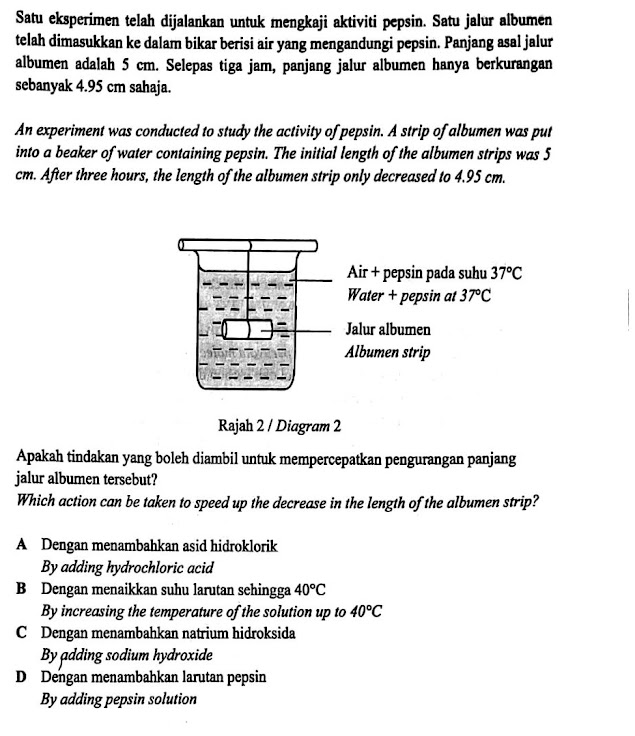 Satu eksperimen telah dijalankan untuk mengkaji aktiviti pepsin. Satu jalur albumen
telah dimasukkan ke dalam bikar berisi air yang mengandungi pepsin. Panjang asal jalur
albumen adalah 5 cm. Selepas tiga jam, panjang jalur albumen hanya berkurangan
sebanyak 4.95 cm sahaja.
An experiment was conducted to study the activity of pepsin. A strip of albumen was put
into a beaker of water containing pepsin. The initial length of the albumen strips was 5
cm. After three hours, the length of the albumen strip only decreased to 4.95 cm.
Air + pepsin pada suhu 37°C
Water + pepsin at 37°C
Jalur albumen
Albumen strip
Rajah 2 / Diagram 2
Apakah tindakan yang boleh diambil untuk mempercepatkan pengurangan panjang
jalur albumen tersebut?
Which action can be taken to speed up the decrease in the length of the albumen strip?
A Dengan menambahkan asid hidroklorik
By adding hydrochloric acid
B Dengan menaikkan suhu larutan sehingga 40°C
By increasing the temperature of the solution up to 40°C
C Dengan menambahkan natrium hidroksida
By adding sodium hydroxide
D Dengan menambahkan larutan pepsin
By adding pepsin solution